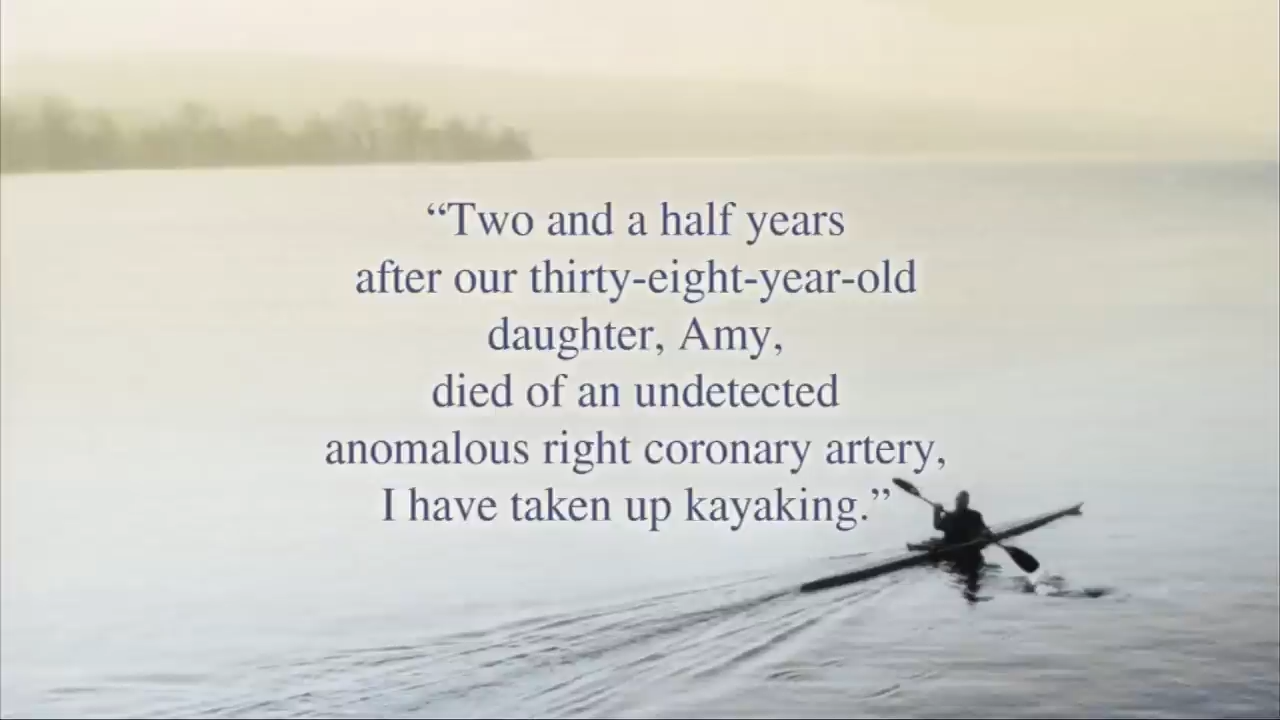 “Two and a half years
after our thirty-eight-year-old
daughter, Amy,
died of an undetected
anomalous right coronary artery,
I have taken up kayaking.”